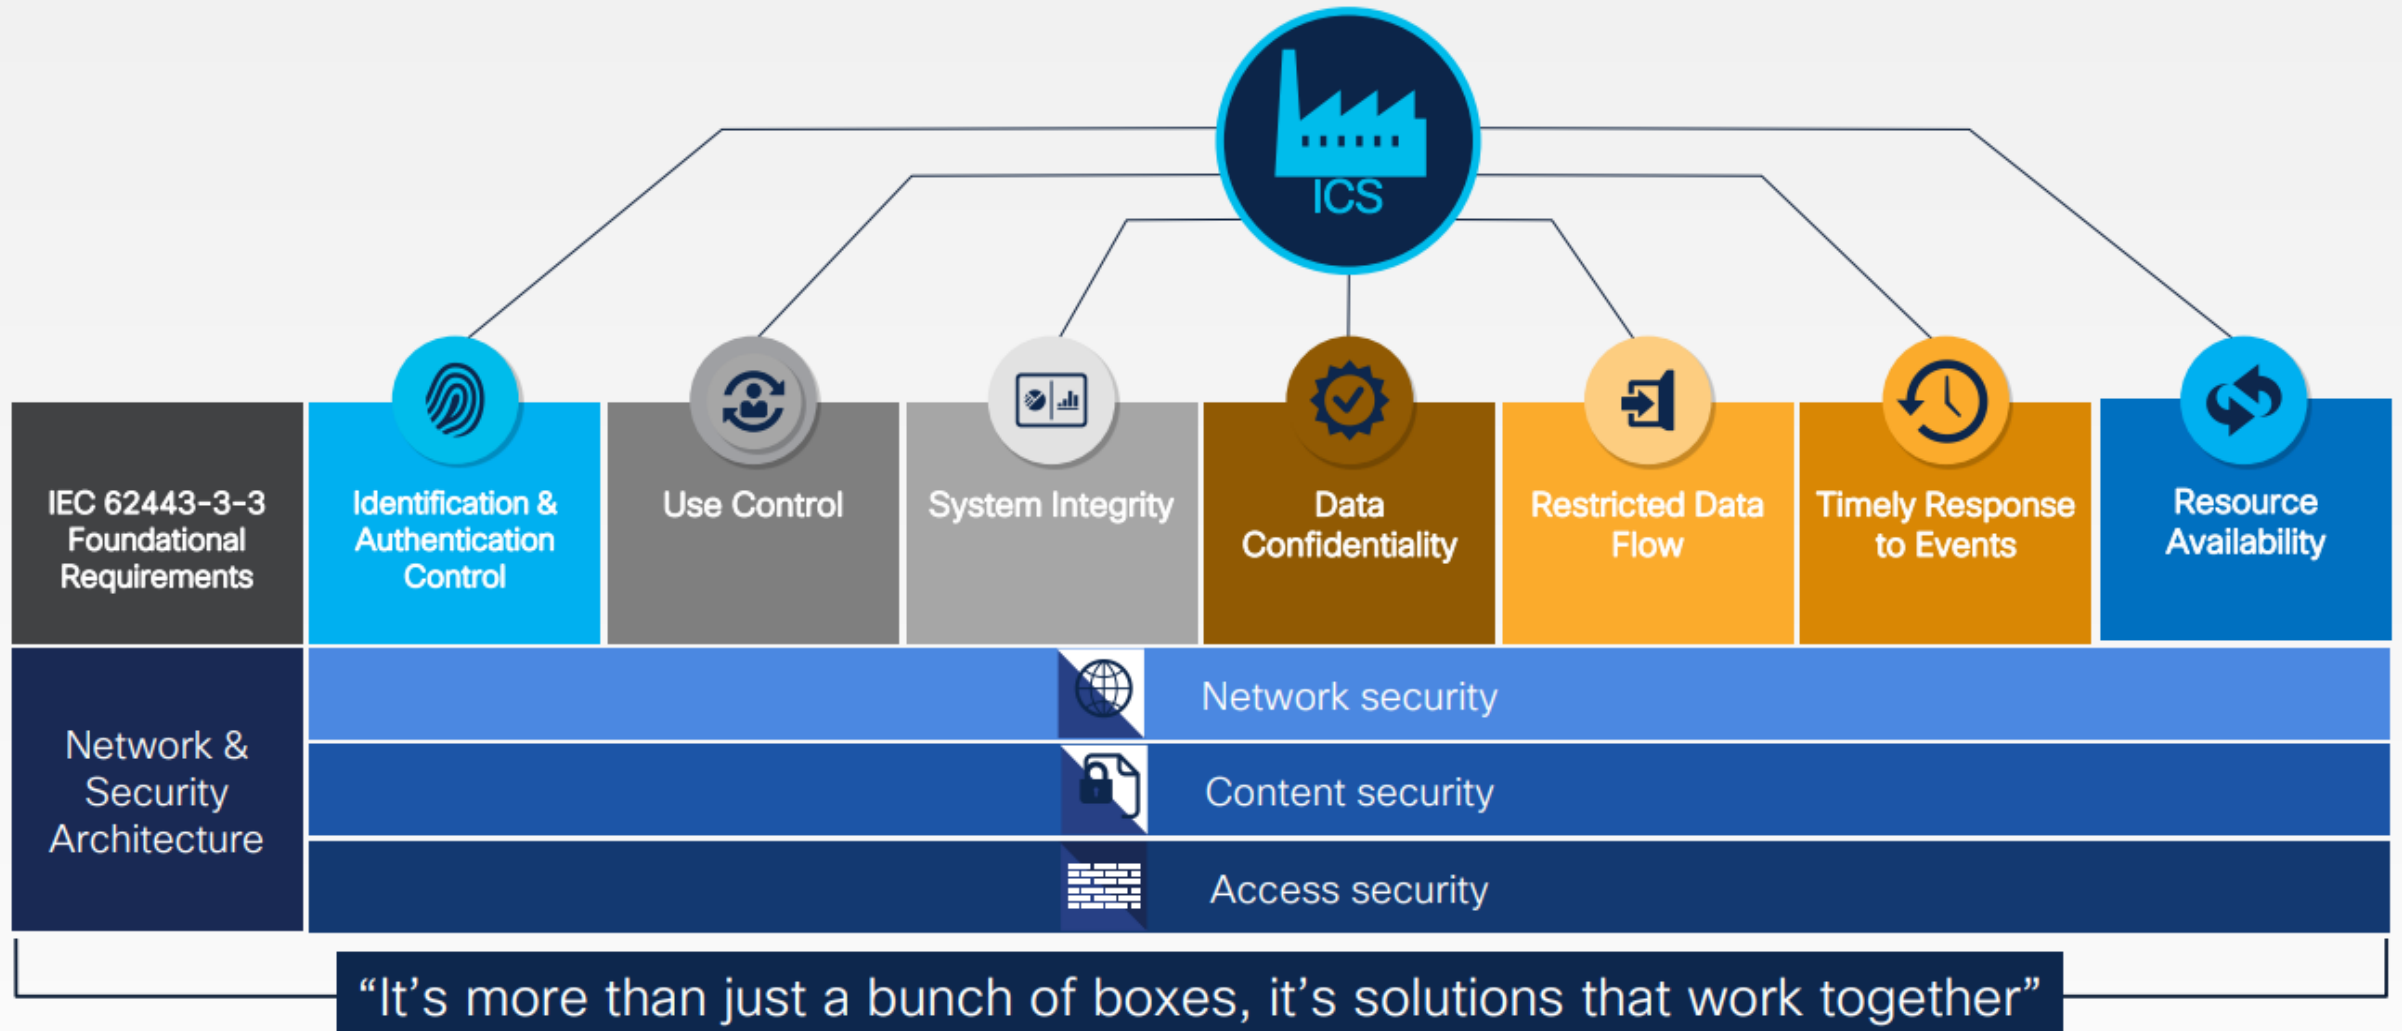 ICS
IEC 62443-3-3
Foundational
Requirements
Identification &
Authentication
Control
Use Control
System Integrity
Data
Confidentiality
Restricted Data
Flow
Timely Response
to Events
Resource
Availability
Network &
Security
Architecture
Network security
Content security
Access security
“It’s more than just a bunch of boxes, it’s solutions that work together”